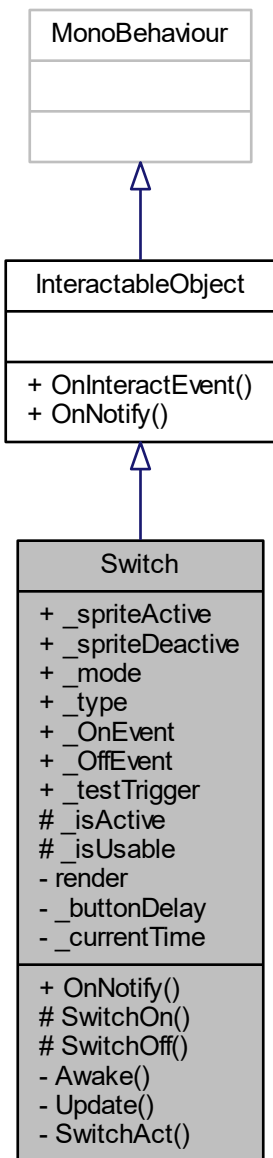 MonoBehaviour
InteractableObject
+ OnInteractEvent()
+ OnNotify()
Switch
+ _spriteActive
+ _spriteDeactive
+ _mode
+ _type
+ _OnEvent
+ _OffEvent
+ _testTrigger
# _isActive
# _isUsable
- render
- _buttonDelay
- _currentTime
+ OnNotify()
# SwitchOn()
# SwitchOff()
- Awake()
- Update()
- SwitchAct()